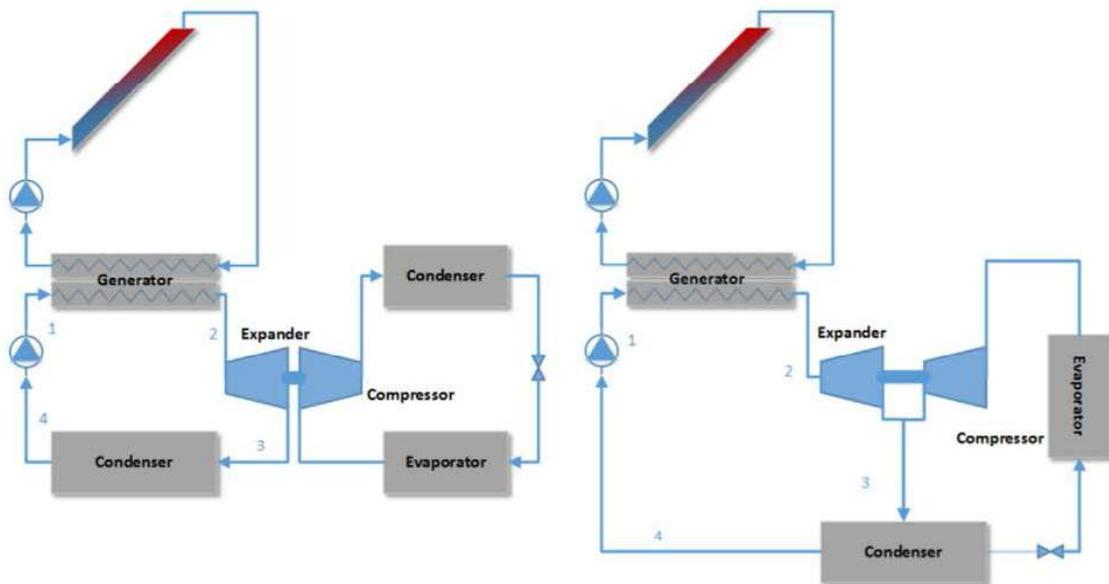 Generator
Condenser
1
2
Expander
Compressor
4
3
Condenser
Evaporator
Generator
1
Expander
2
Evaporator
Compressor
3
4
Condenser